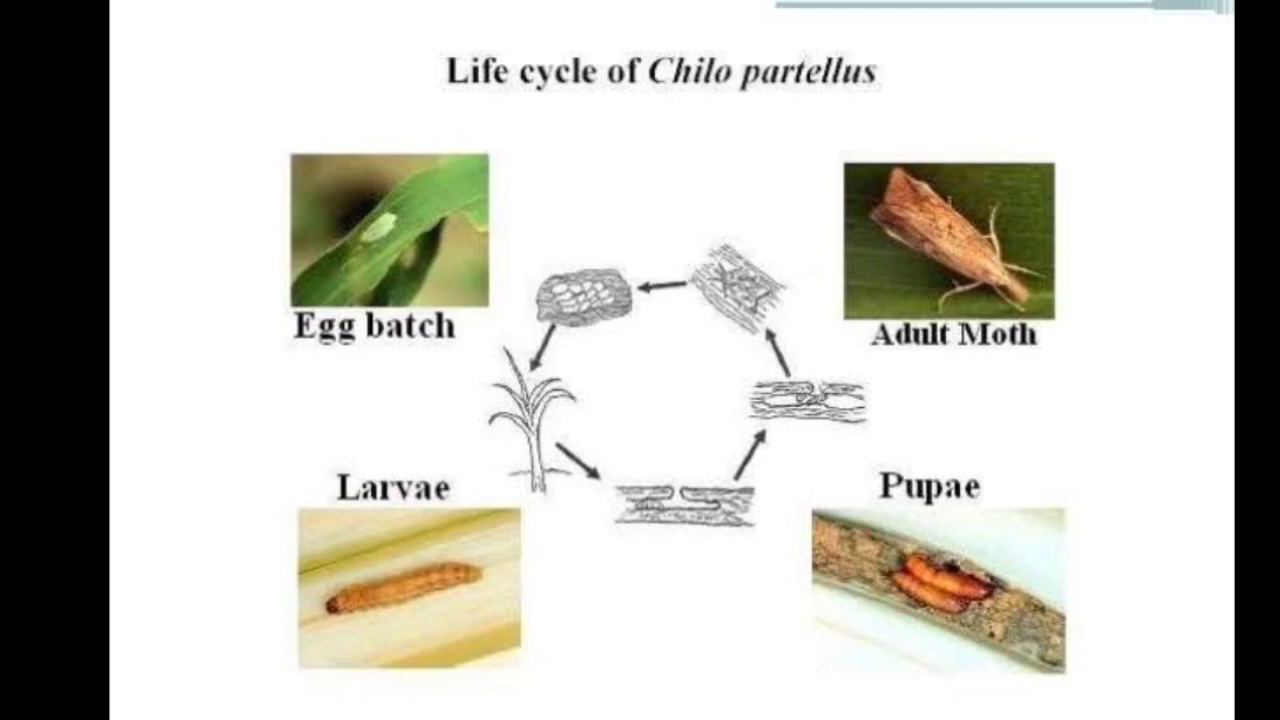 Life cycle of Chilo partellus
Egg batch
Adult Moth
Larvae
Pupae